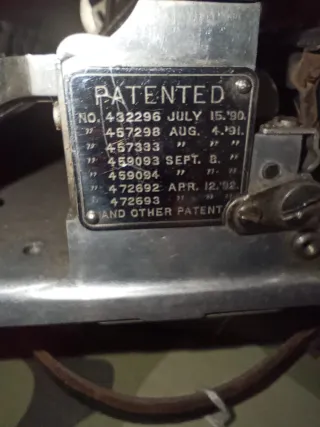 PATENTED
NO. 432296 JULY 15.'90.
" 457298 AUG. 4.'91.
" 457333 " " "
" 459093 SEPT. 8. "
" 459094 " " "
" 472692 APR. 12.'92.
" 472693 " " "
AND OTHER PATENT